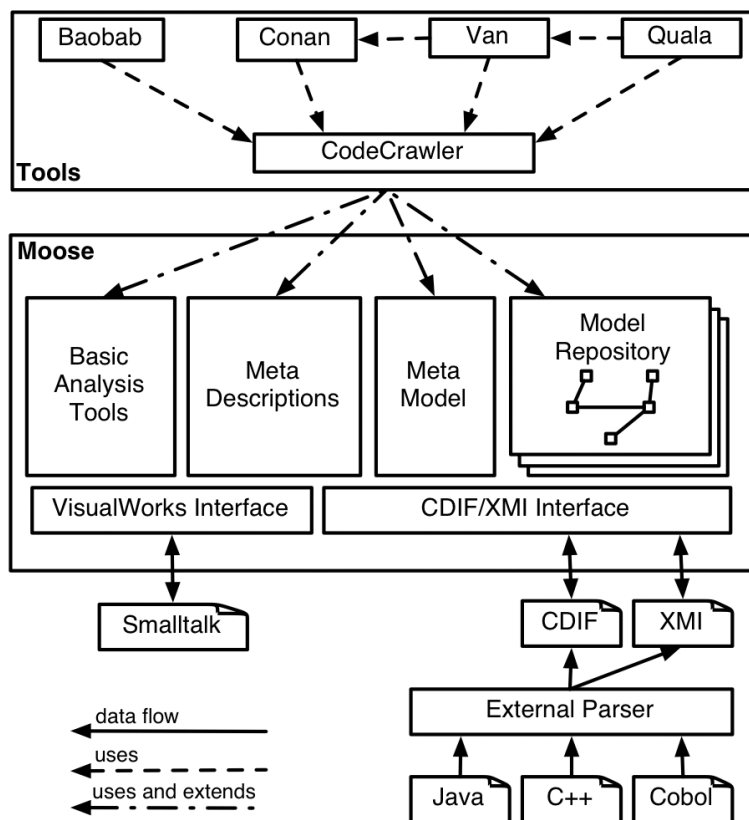 Baobab
Conan
Van
Quala
CodeCrawler
Tools
Moose
Basic
Analysis
Tools
Meta
Descriptions
Meta
Model
Model
Repository
VisualWorks Interface
CDIF/XMI Interface
Smalltalk
CDIF
XMI
External Parser
Java
C++
Cobol
data flow
uses
uses and extends